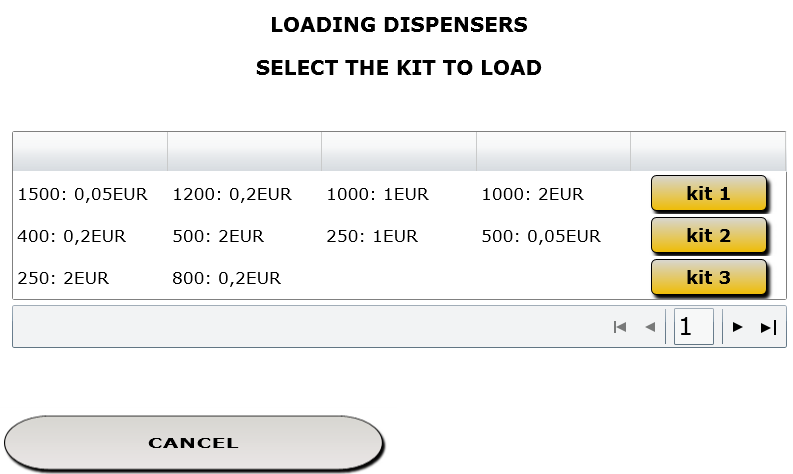 LOADING DISPENSERS
SELECT THE KIT TO LOAD
1500: 0,05EUR 1200: 0,2EUR 1000: 1EUR 1000: 2EUR kit 1
400: 0,2EUR 500: 2EUR 250: 1EUR 500: 0,05EUR kit 2
250: 2EUR 800: 0,2EUR kit 3
1
CANCEL